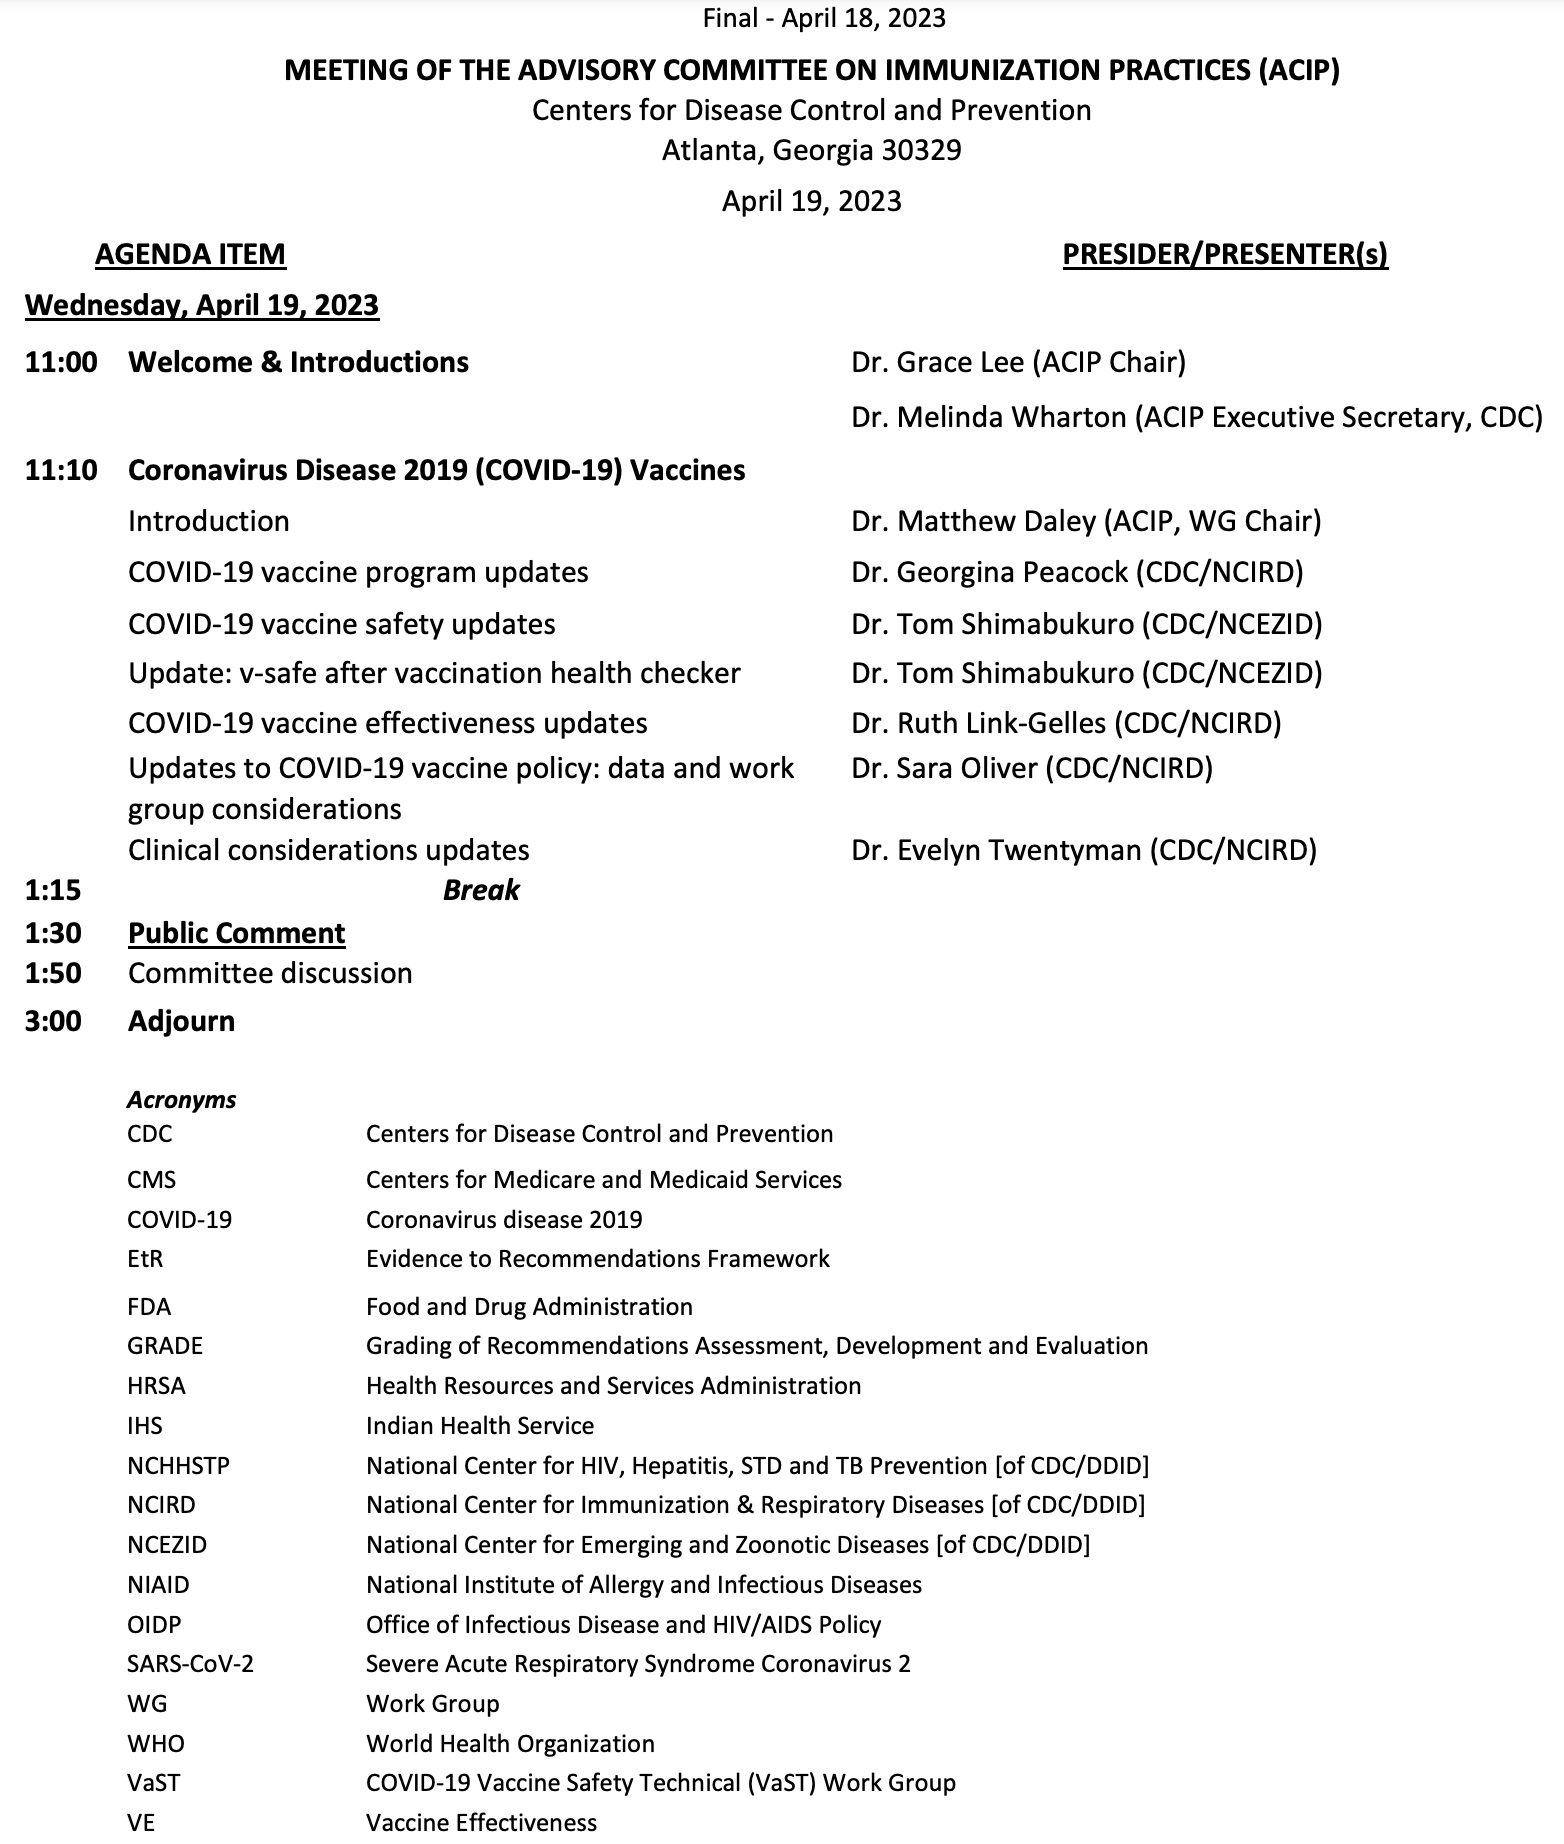 Final - April 18, 2023
MEETING OF THE ADVISORY COMMITTEE ON IMMUNIZATION PRACTICES (ACIP)
Centers for Disease Control and Prevention
Atlanta, Georgia 30329
April 19, 2023
AGENDA ITEM PRESIDER/PRESENTER(s)
Wednesday, April 19, 2023
11:00 Welcome & Introductions Dr. Grace Lee (ACIP Chair)
Dr. Melinda Wharton (ACIP Executive Secretary, CDC)
11:10 Coronavirus Disease 2019 (COVID-19) Vaccines
Introduction Dr. Matthew Daley (ACIP, WG Chair)
COVID-19 vaccine program updates Dr. Georgina Peacock (CDC/NCIRD)
COVID-19 vaccine safety updates Dr. Tom Shimabukuro (CDC/NCEZID)
Update: v-safe after vaccination health checker Dr. Tom Shimabukuro (CDC/NCEZID)
COVID-19 vaccine effectiveness updates Dr. Ruth Link-Gelles (CDC/NCIRD)
Updates to COVID-19 vaccine policy: data and work Dr. Sara Oliver (CDC/NCIRD)
group considerations
Clinical considerations updates Dr. Evelyn Twentyman (CDC/NCIRD)
1:15 Break
1:30 Public Comment
1:50 Committee discussion
3:00 Adjourn
Acronyms
CDC Centers for Disease Control and Prevention
CMS Centers for Medicare and Medicaid Services
COVID-19 Coronavirus disease 2019
EtR Evidence to Recommendations Framework
FDA Food and Drug Administration
GRADE Grading of Recommendations Assessment, Development and Evaluation
HRSA Health Resources and Services Administration
IHS Indian Health Service
NCHHSTP National Center for HIV, Hepatitis, STD and TB Prevention [of CDC/DDID]
NCIRD National Center for Immunization & Respiratory Diseases [of CDC/DDID]
NCEZID National Center for Emerging and Zoonotic Diseases [of CDC/DDID]
NIAID National Institute of Allergy and Infectious Diseases
OIDP Office of Infectious Disease and HIV/AIDS Policy
SARS-CoV-2 Severe Acute Respiratory Syndrome Coronavirus 2
WG Work Group
WHO World Health Organization
VaST COVID-19 Vaccine Safety Technical (VaST) Work Group
VE Vaccine Effectiveness